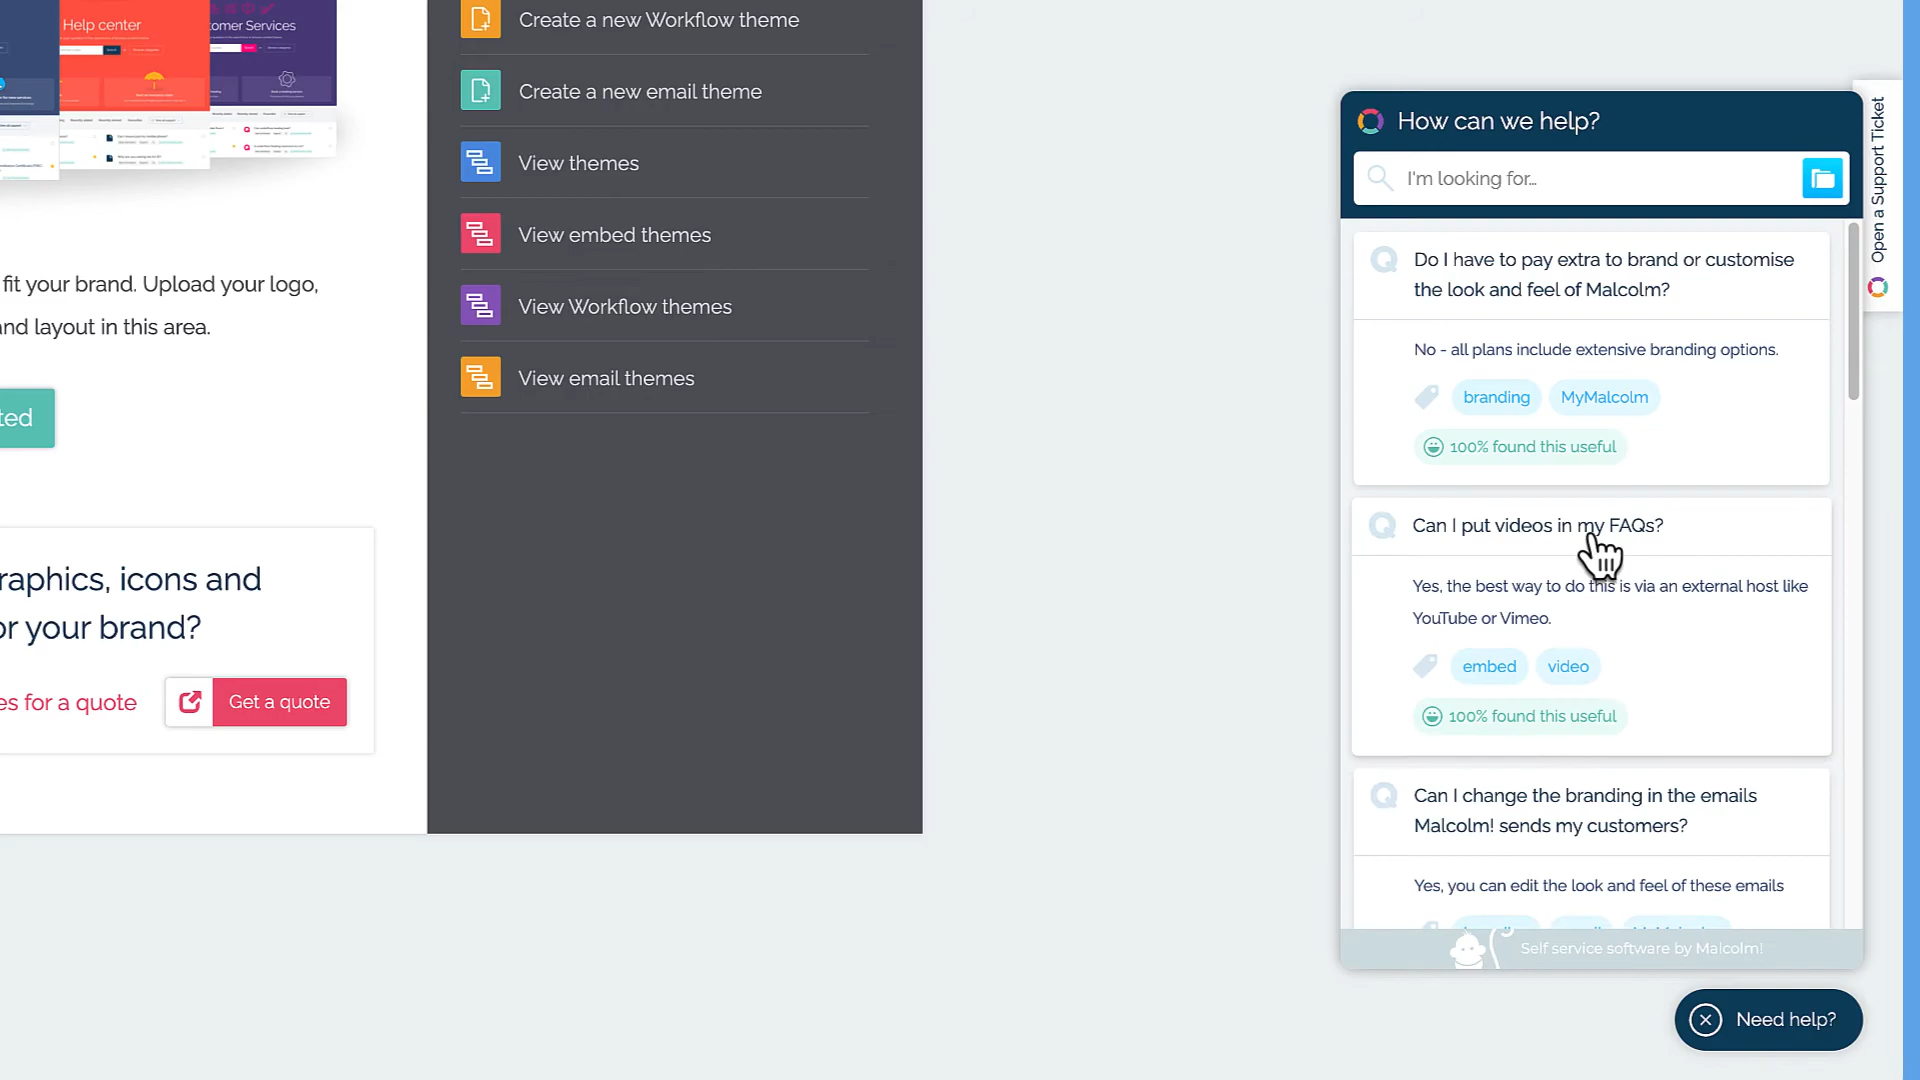 Help center
tomer Services
fit your brand. Upload your logo,
and layout in this area.
ted
raphics, icons and
or your brand?
es for a quote
Get a quote
Create a new Workflow theme
Create a new email theme
View themes
View embed themes
View Workflow themes
View email themes
How can we help?
I'm looking for...
Do I have to pay extra to brand or customise
the look and feel of Malcolm?
No - all plans include extensive branding options.
branding MyMalcolm
100% found this useful
Can I put videos in my FAQs?
Yes, the best way to do this is via an external host like
YouTube or Vimeo.
embed video
100% found this useful
Can I change the branding in the emails
Malcolm! sends my customers?
Yes, you can edit the look and feel of these emails
Self service software by Malcolm!
Need help?
Open a Support Ticket